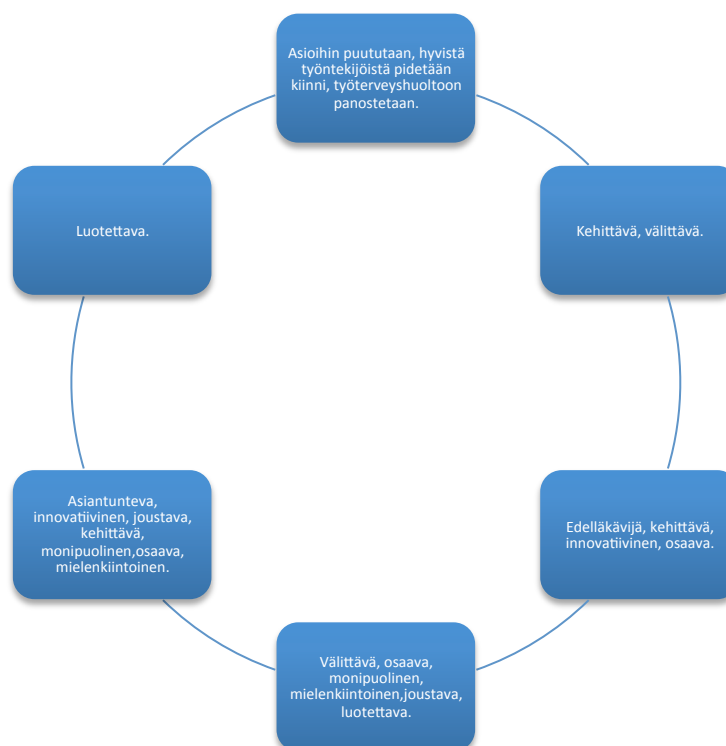 Asioihin puututaan, hyvistä
työntekijöistä pidetään
kiinni, työterveyshuoltoon
panostetaan.
Kehittävä, välittävä.
Edelläkävijä, kehittävä,
innovatiivinen, osaava.
Välittävä, osaava,
monipuolinen,
mielenkiintoinen,joustava,
luotettava.
Asiantunteva,
innovatiivinen, joustava,
kehittävä,
monipuolinen,osaava,
mielenkiintoinen.
Luotettava.